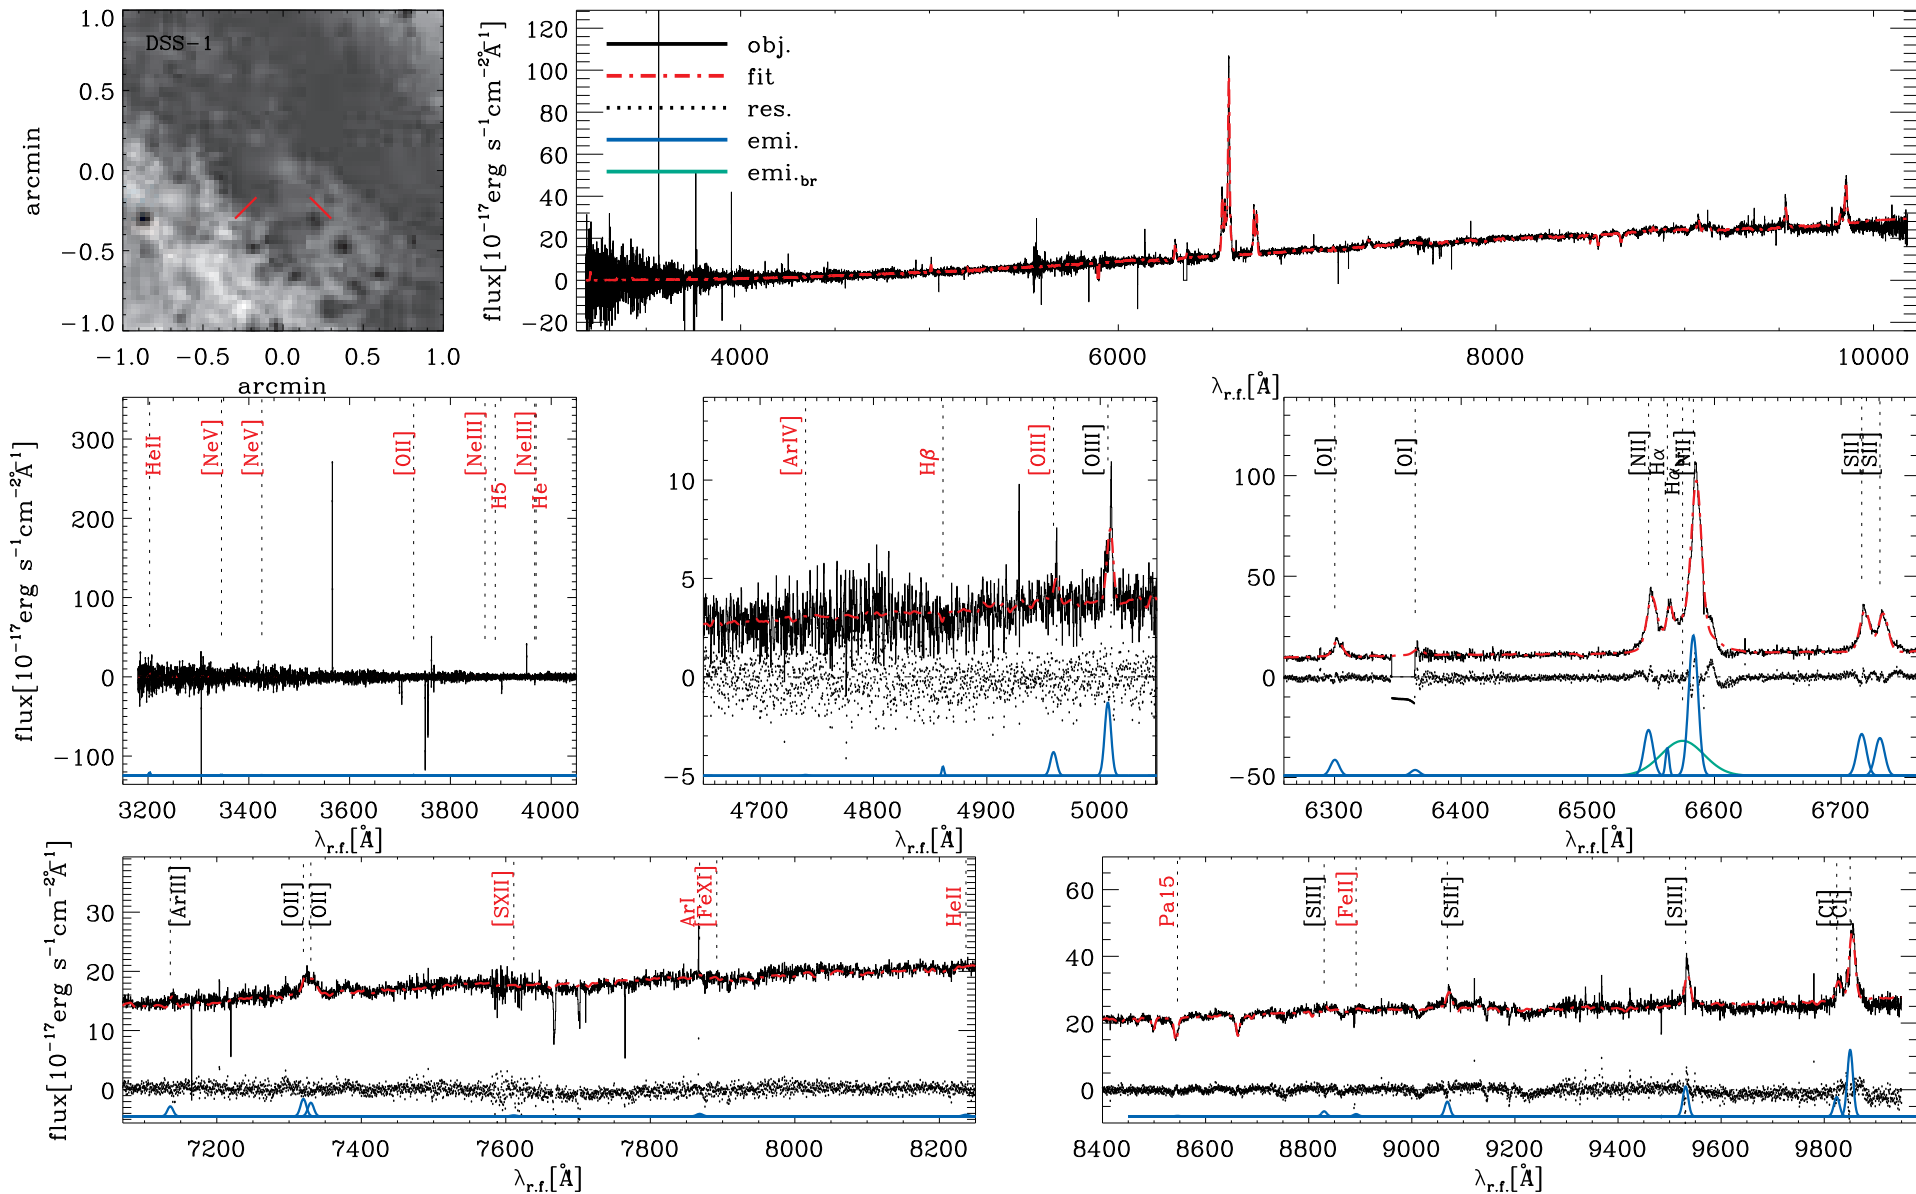 DSS-1
1.0
0.5
0.0
-0.5
-1.0
arcmin
-1.0 -0.5 0.0 0.5 1.0
arcmin
120
100
80
60
40
20
0
-20
flux[10⁻¹⁷erg s⁻¹cm⁻²Å⁻¹]
obj.
fit
res.
emi.
emi.br
4000 6000 8000 10000
λr.f.[Å]
300
200
100
0
-100
flux[10⁻¹⁷erg s⁻¹cm⁻²Å⁻¹]
HeII
[NeV]
[NeV]
[OII]
[NeIII]
H5
[NeIII]
He
3200 3400 3600 3800 4000
λr.f.[Å]
10
5
0
-5
[ArIV]
Hβ
[OIII]
[OIII]
4700 4800 4900 5000
λr.f.[Å]
100
50
0
-50
[OI]
[OI]
[NII]
Hα
Hα
[NII]
[SII]
[SII]
6300 6400 6500 6600 6700
λr.f.[Å]
30
20
10
0
flux[10⁻¹⁷erg s⁻¹cm⁻²Å⁻¹]
[ArIII]
[OII]
[OII]
[SXII]
ArI
[FeXI]
HeII
7200 7400 7600 7800 8000 8200
λr.f.[Å]
60
40
20
0
Pa15
[SIII]
[FeII]
[SIII]
[SIII]
[CI]
[CI]
8400 8600 8800 9000 9200 9400 9600 9800
λr.f.[Å]